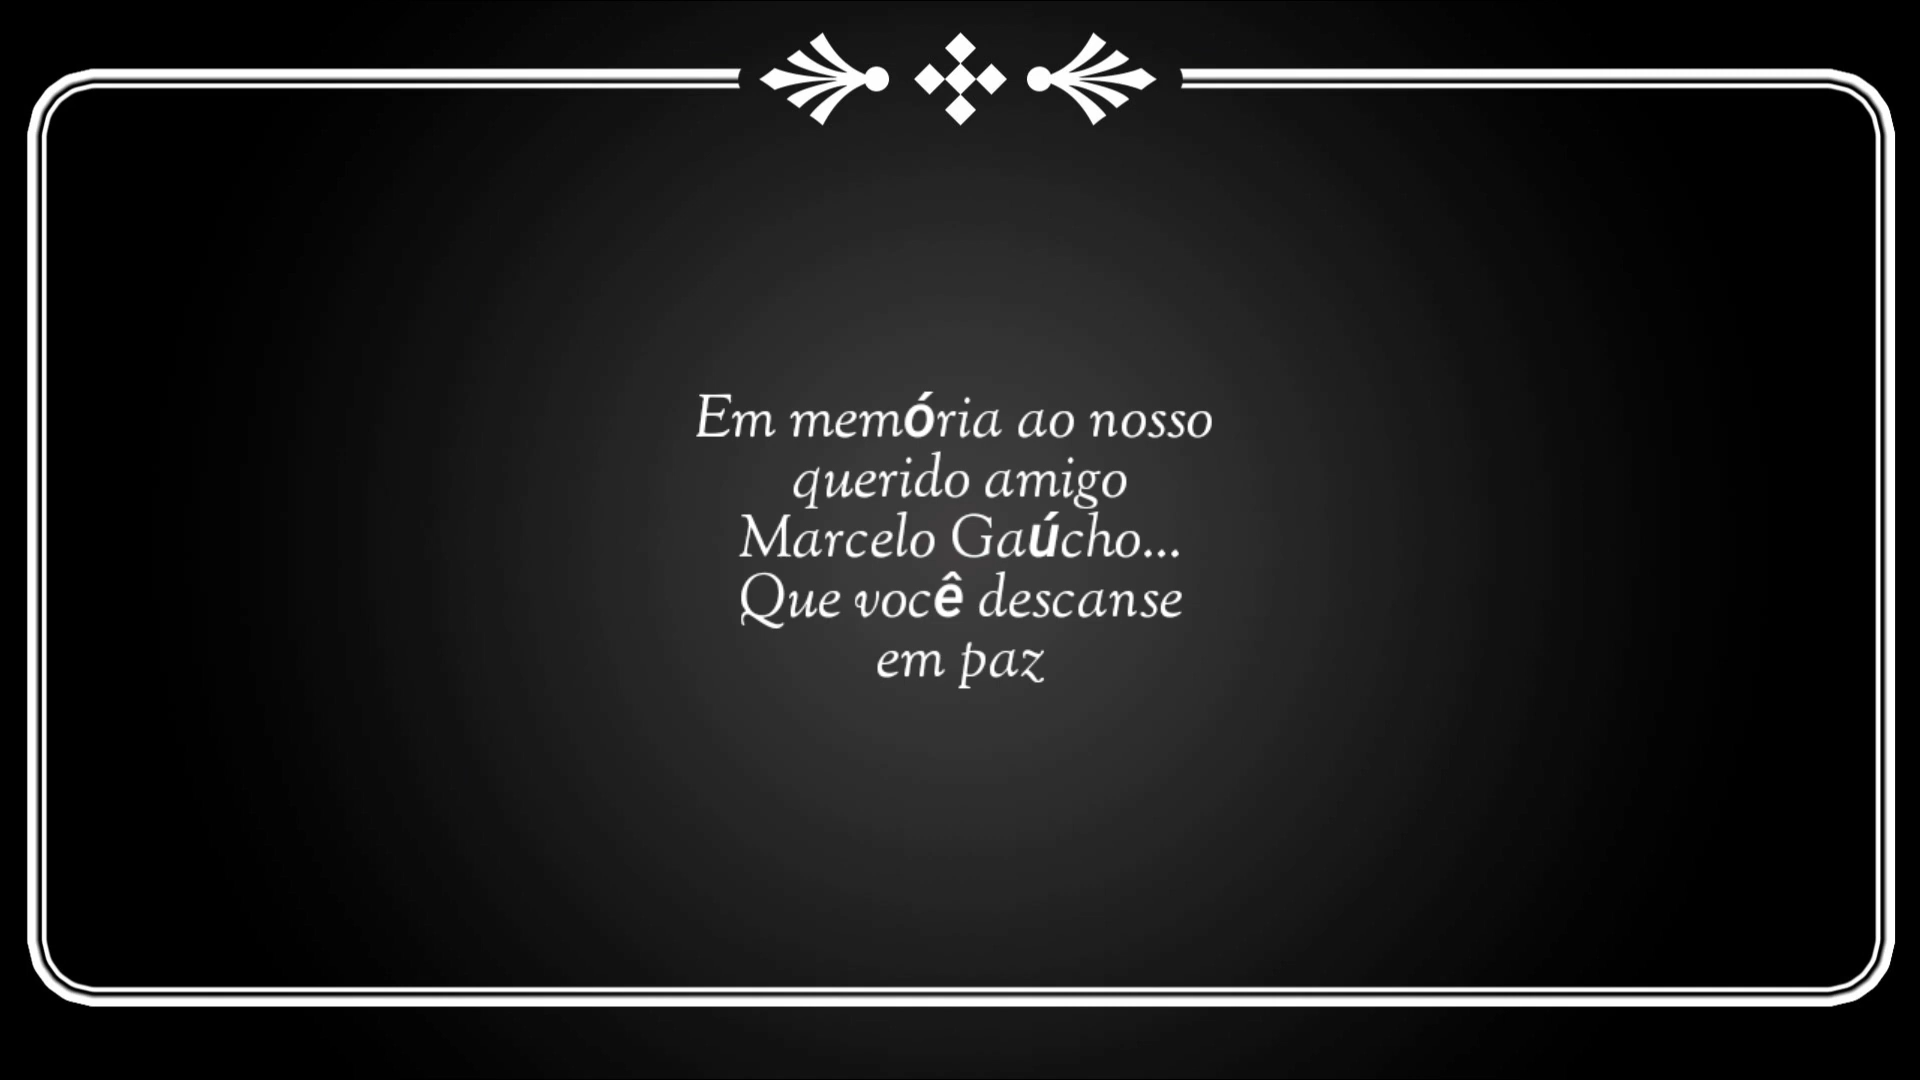 Em memória ao nosso
querido amigo
Marcelo Gaúcho...
Que você descanse
em paz